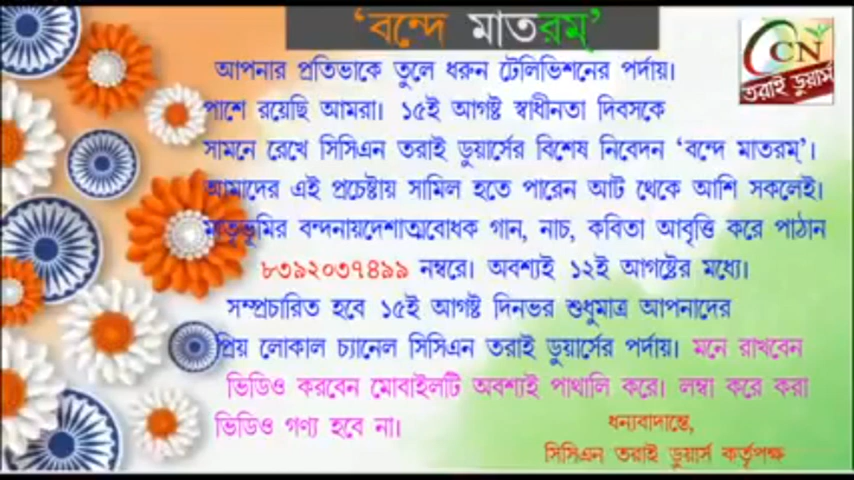 ‘বন্দে মাতরম্’
CCN
তরাই ডুয়ার্স
আপনার প্রতিভাকে তুলে ধরুন টেলিভিশনের পর্দায়।
পাশে রয়েছি আমরা। ১৫ই আগষ্ট স্বাধীনতা দিবসকে
সামনে রেখে সিসিএন তরাই ডুয়ার্সের বিশেষ নিবেদন ‘বন্দে মাতরম্’।
আমাদের এই প্রচেষ্টায় সামিল হতে পারেন আট থেকে আশি সকলেই।
মাতৃভূমির বন্দনায়দেশাত্মবোধক গান, নাচ, কবিতা আবৃত্তি করে পাঠান
৮৩৯২০৩৭৪৯৯ নম্বরে। অবশ্যই ১২ই আগষ্টের মধ্যে।
সম্প্রচারিত হবে ১৫ই আগষ্ট দিনভর শুধুমাত্র আপনাদের
প্রিয় লোকাল চ্যানেল সিসিএন তরাই ডুয়ার্সের পর্দায়। মনে রাখবেন
ভিডিও করবেন মোবাইলটি অবশ্যই পাথালি করে। লম্বা করে করা
ভিডিও গণ্য হবে না।
ধন্যবাদান্তে,
সিসিএন তরাই ডুয়ার্স কর্তৃপক্ষ